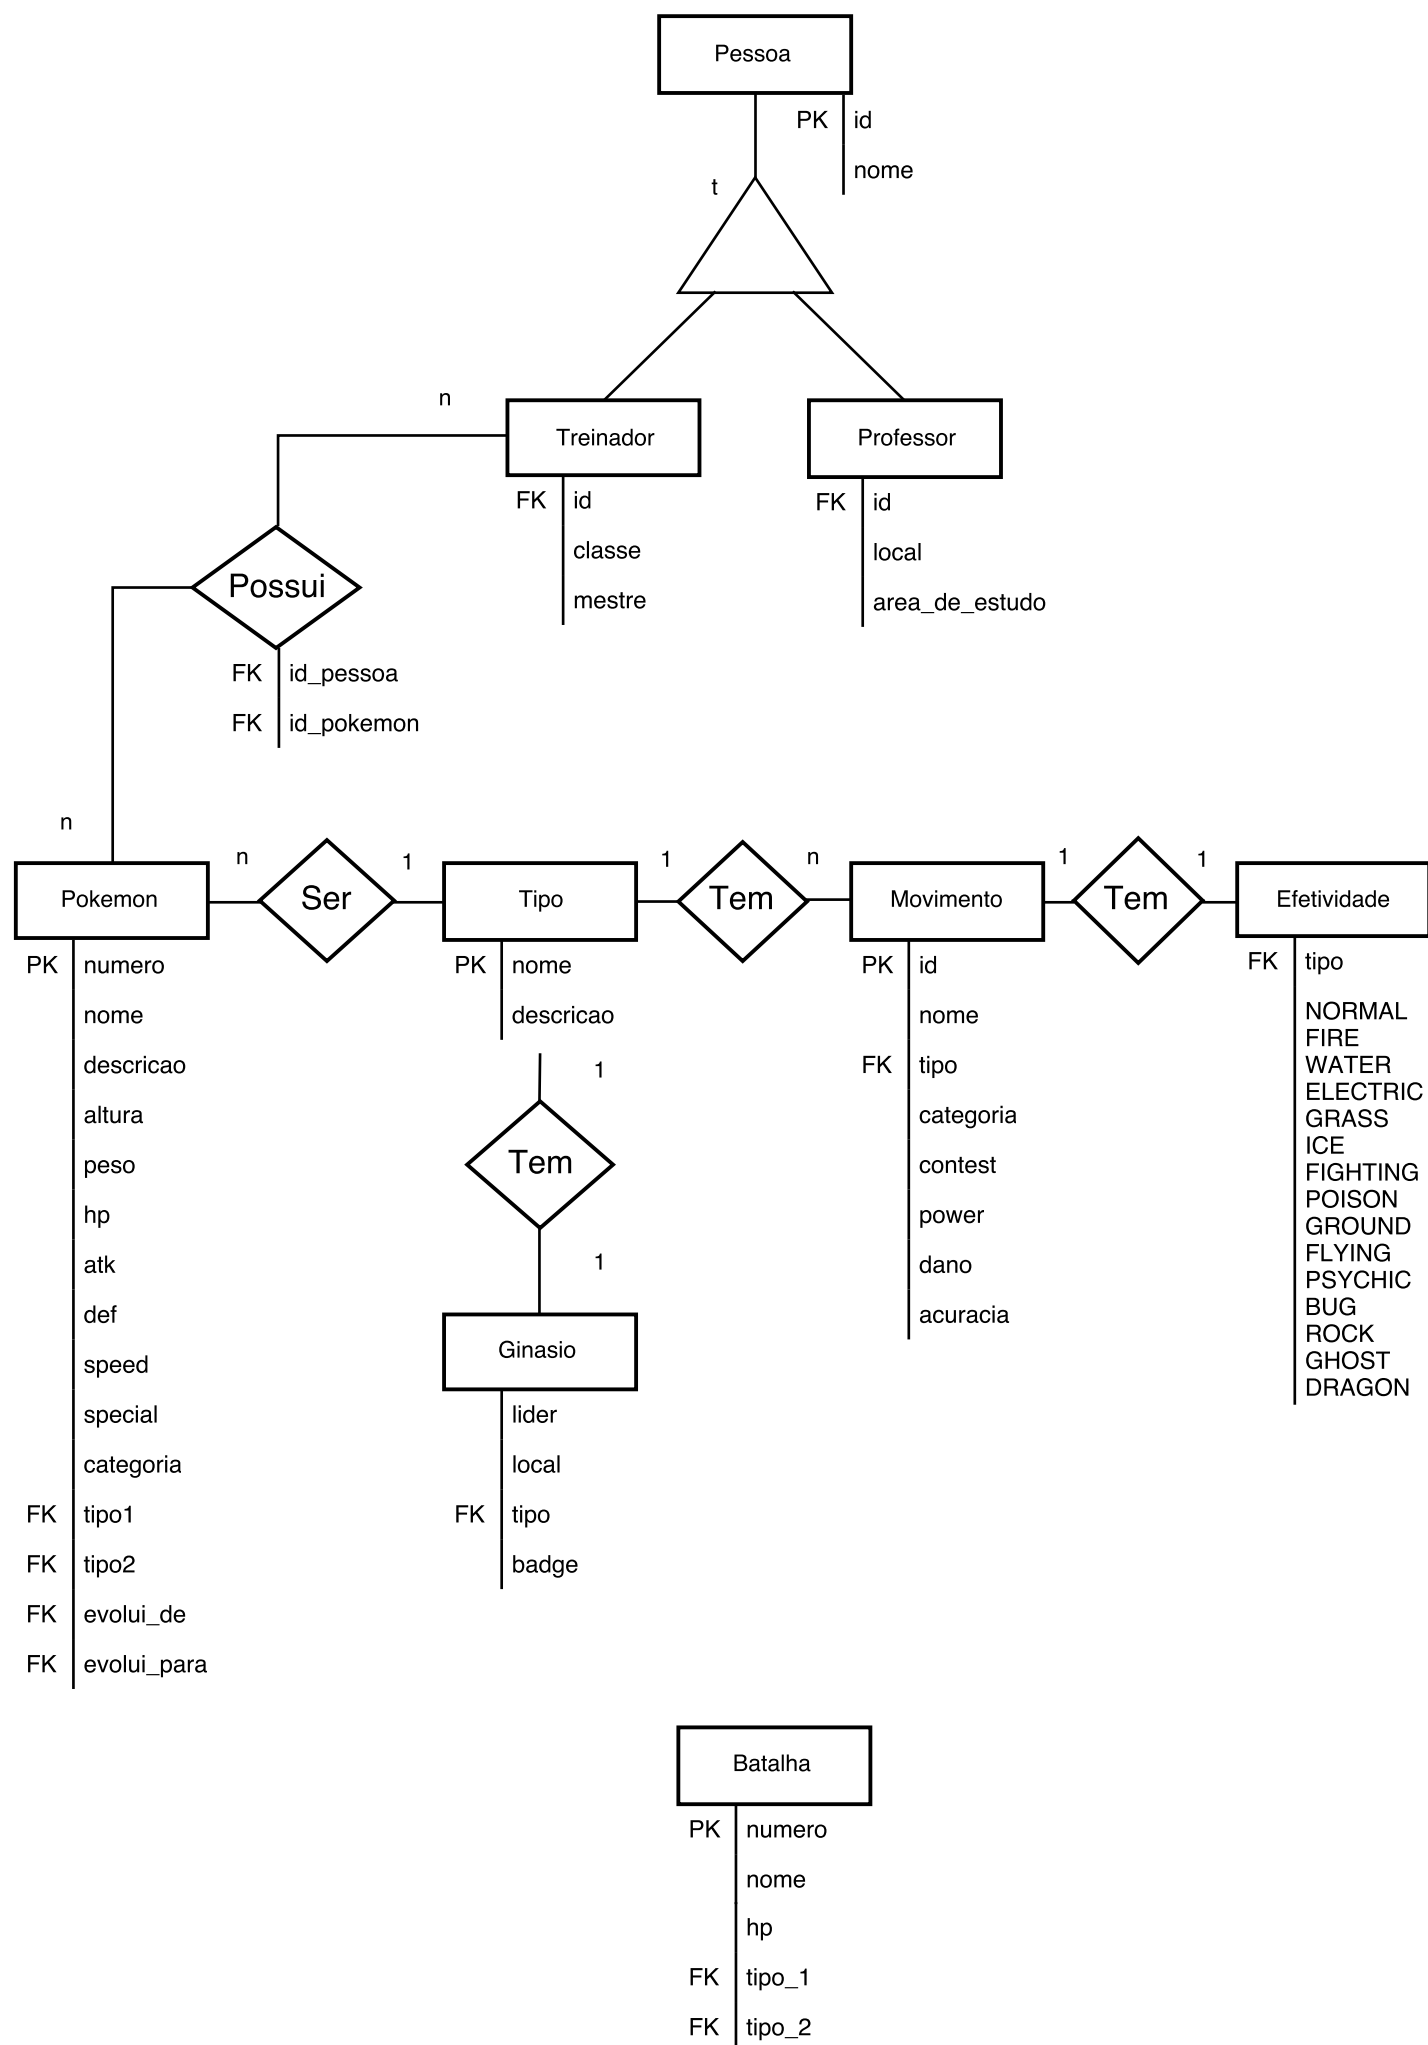 Pessoa
PK id
nome
t
n
Treinador
Professor
FK id
classe
mestre
FK id
local
area_de_estudo
Possui
FK id_pessoa
FK id_pokemon
n
Pokemon
n
Ser
1
Tipo
1
Tem
n
Movimento
1
Tem
1
Efetividade
PK numero
nome
descricao
altura
peso
hp
atk
def
speed
special
categoria
FK tipo1
FK tipo2
FK evolui_de
FK evolui_para
PK nome
descricao
1
Tem
1
Ginasio
lider
local
FK tipo
badge
PK id
nome
FK tipo
categoria
contest
power
dano
acuracia
FK tipo
NORMAL
FIRE
WATER
ELECTRIC
GRASS
ICE
FIGHTING
POISON
GROUND
FLYING
PSYCHIC
BUG
ROCK
GHOST
DRAGON
Batalha
PK numero
nome
hp
FK tipo_1
FK tipo_2